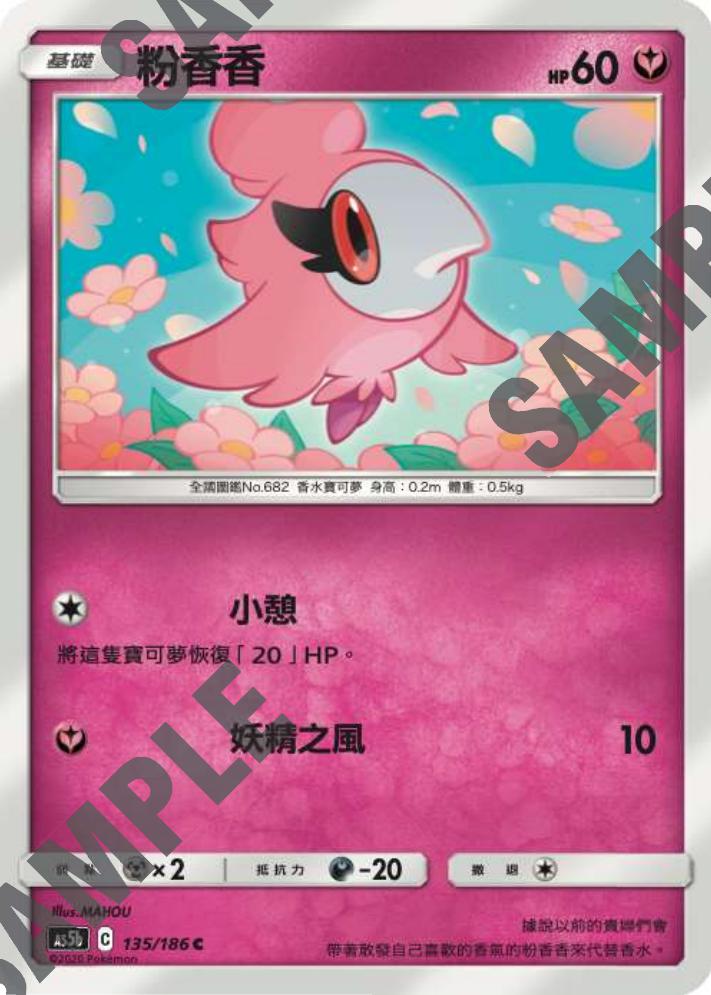 SAMPLE
基礎 粉香香 HP60
SAMPLE
全國圖鑑No.682 香水寶可夢 身高：0.2m 體重：0.5kg
小憩
將這隻寶可夢恢復「20」HP。
妖精之風 10
SAMPLE
×2 抵抗力 -20 撤退
Illus.MAHOU
AS5b C 135/186 C
©2020 Pokémon
據說以前的貴婦們會
帶著散發自己喜歡的香氣的粉香香來代替香水。